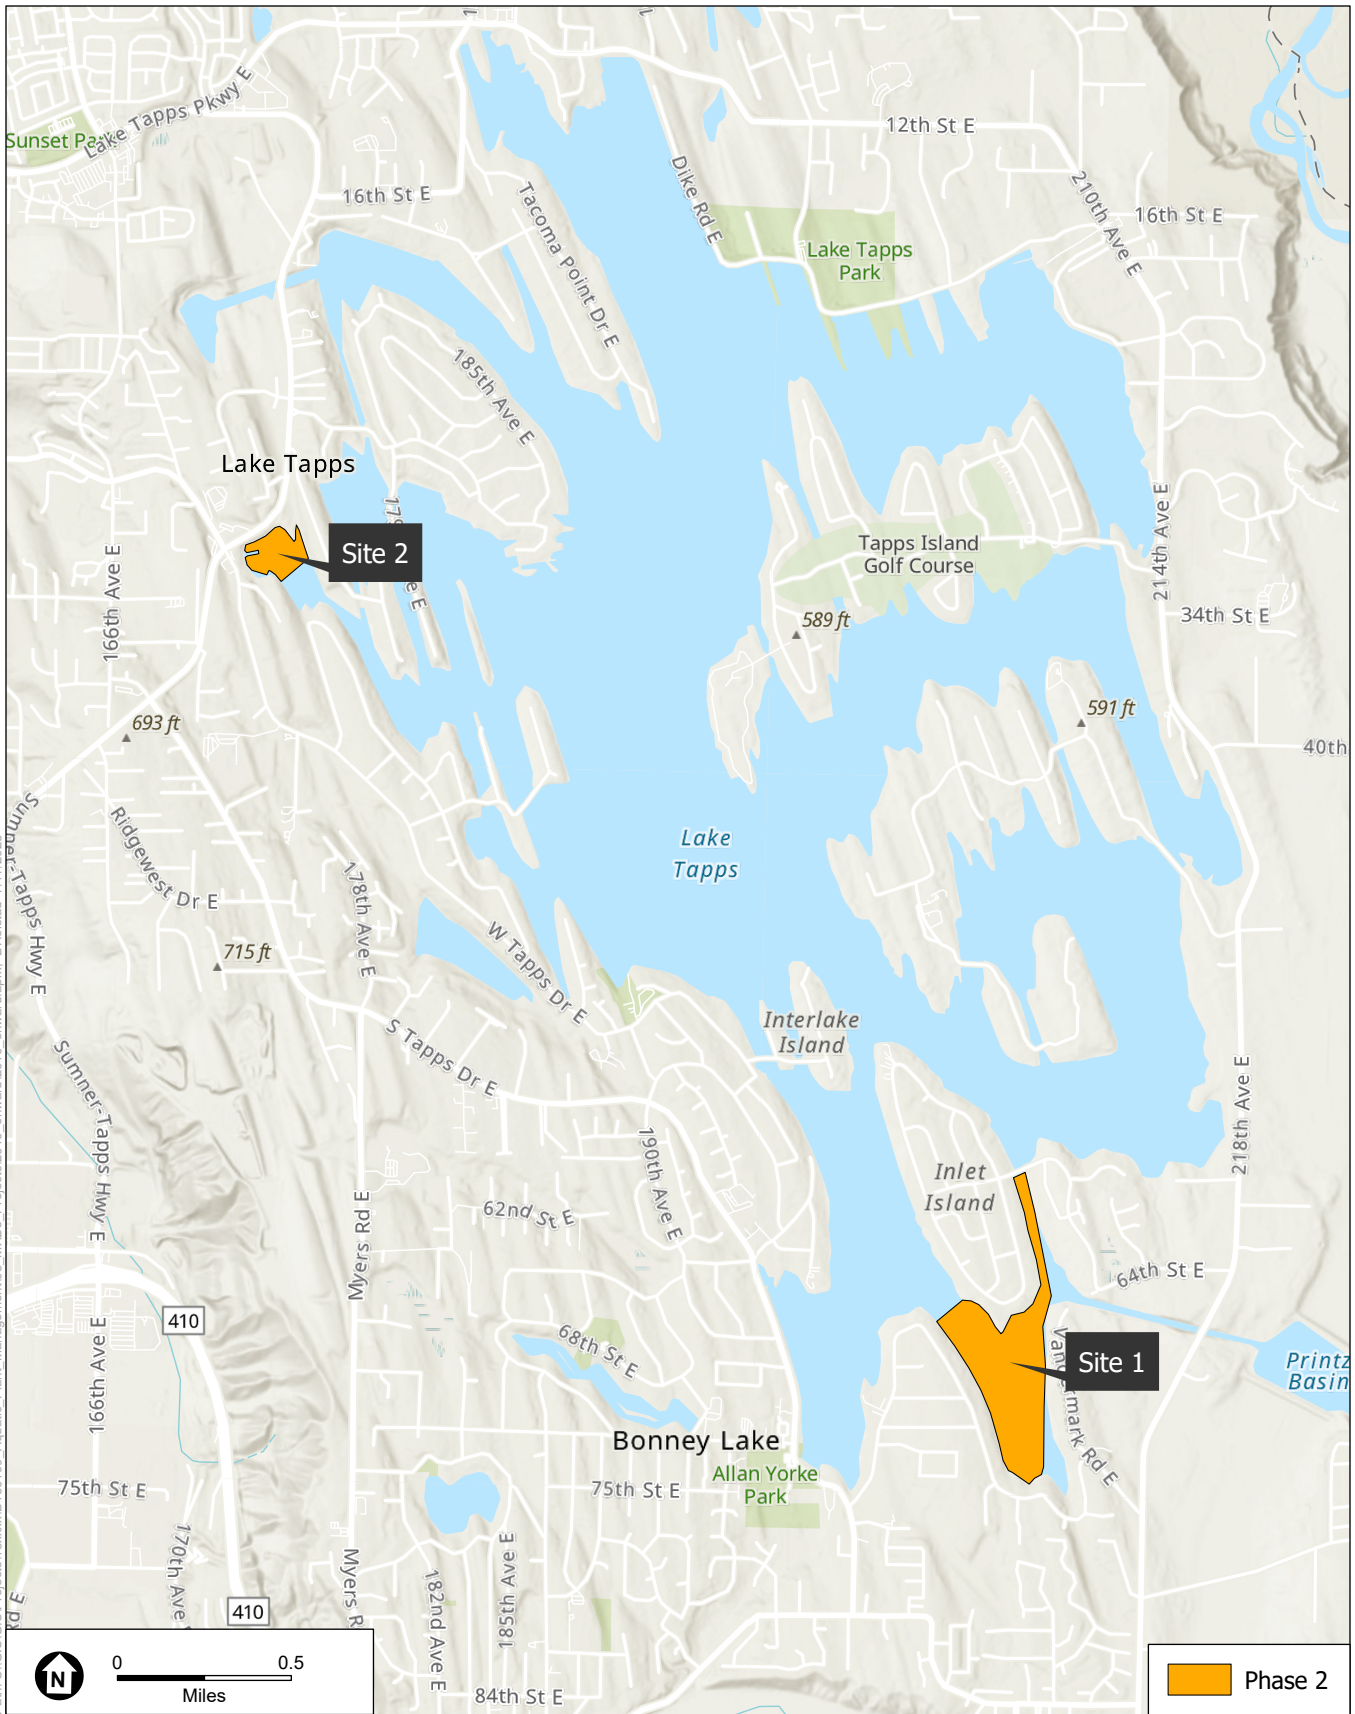 Lake Tapps Pkwy E
Sunset Park
16th St E
Tacoma Point Dr E
Dike Rd E
12th St E
210th Ave E
16th St E
Lake Tapps
Park
185th Ave E
Lake Tapps
Site 2
166th Ave E
Tapps Island
Golf Course
214th Ave E
589 ft
34th St E
693 ft
591 ft
40th
Sumner-Tapps Hwy E
Ridgewest Dr E
Lake
Tapps
178th Ave E
715 ft
W Tapps Dr E
S Tapps Dr E
Interlake
Island
Sumner-Tapps Hwy E
218th Ave E
190th Ave E
Inlet
Island
62nd St E
Myers Rd E
64th St E
410
166th Ave E
68th St E
Site 1
Vandermark Rd E
Printz
Basin
Bonney Lake
Allan Yorke
Park
75th St E
75th St E
170th Ave
Myers R
182nd Ave E
185th Ave E
410
Rd E
84th St E
N
0 0.5
Miles
Phase 2